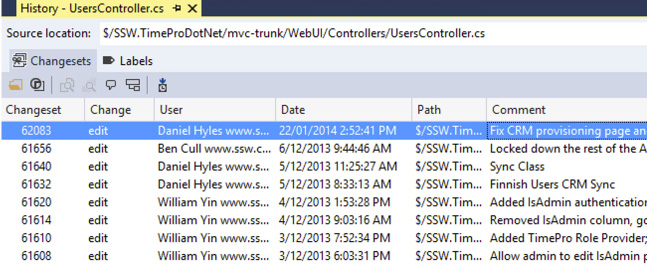 History - UsersController.cs
Source location: $/SSW.TimeProDotNet/mvc-trunk/WebUI/Controllers/UsersController.cs
Changesets Labels
Changeset Change User Date Path Comment
62083 edit Daniel Hyles www.s... 22/01/2014 2:52:41 PM $/SSW.Tim... Fix CRM provisioning page an
61656 edit Ben Cull www.ssw.c... 6/12/2013 9:44:46 AM $/SSW.Tim... Locked down the rest of the A
61640 edit Daniel Hyles www.s... 5/12/2013 11:25:27 AM $/SSW.Tim... Sync Class
61632 edit Daniel Hyles www.s... 5/12/2013 8:33:13 AM $/SSW.Tim... Finnish Users CRM Sync
61620 edit William Yin www.ss... 4/12/2013 1:53:28 PM $/SSW.Tim... Added IsAdmin authentication
61614 edit William Yin www.ss... 4/12/2013 9:03:16 AM $/SSW.Tim... Removed IsAdmin column, go
61610 edit William Yin www.ss... 3/12/2013 7:52:34 PM $/SSW.Tim... Added TimePro Role Provider;
61608 edit William Yin www.ss... 3/12/2013 6:03:31 PM $/SSW.Tim... Allow admin to edit IsAdmin p